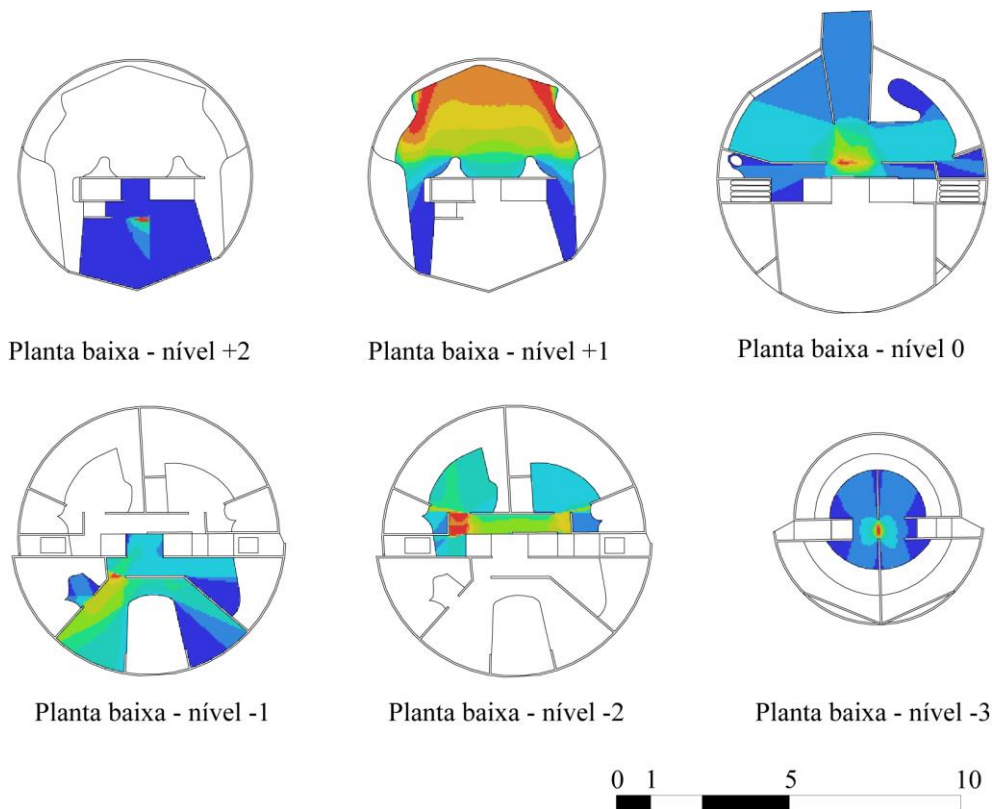 Planta baixa - nível +2
Planta baixa - nível +1
Planta baixa - nível 0
Planta baixa - nível -1
Planta baixa - nível -2
Planta baixa - nível -3
0 1 5 10